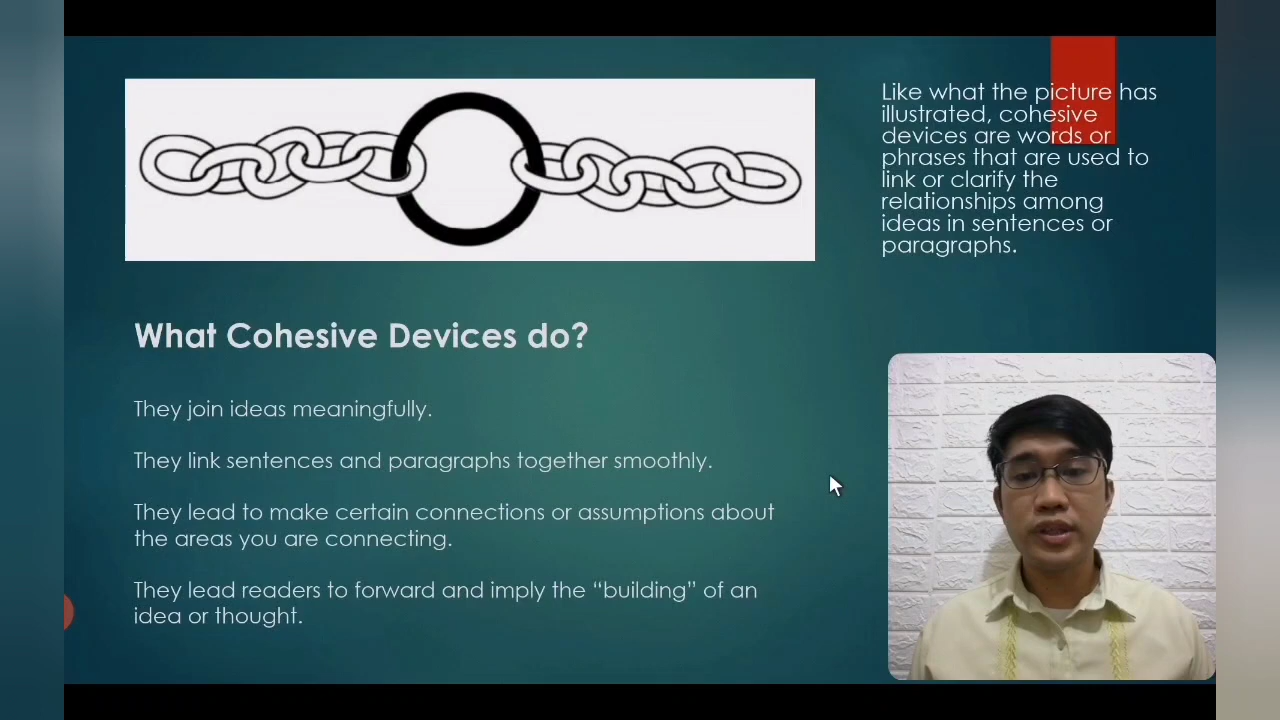 Like what the picture has
illustrated, cohesive
devices are words or
phrases that are used to
link or clarify the
relationships among
ideas in sentences or
paragraphs.
What Cohesive Devices do?
They join ideas meaningfully.
They link sentences and paragraphs together smoothly.
They lead to make certain connections or assumptions about
the areas you are connecting.
They lead readers to forward and imply the “building” of an
idea or thought.